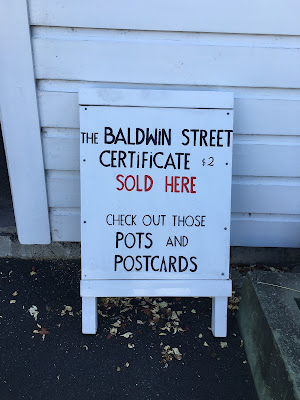 THE BALDWIN STREET
CERTIFICATE $2
SOLD HERE
CHECK OUT THOSE
POTS AND
POSTCARDS